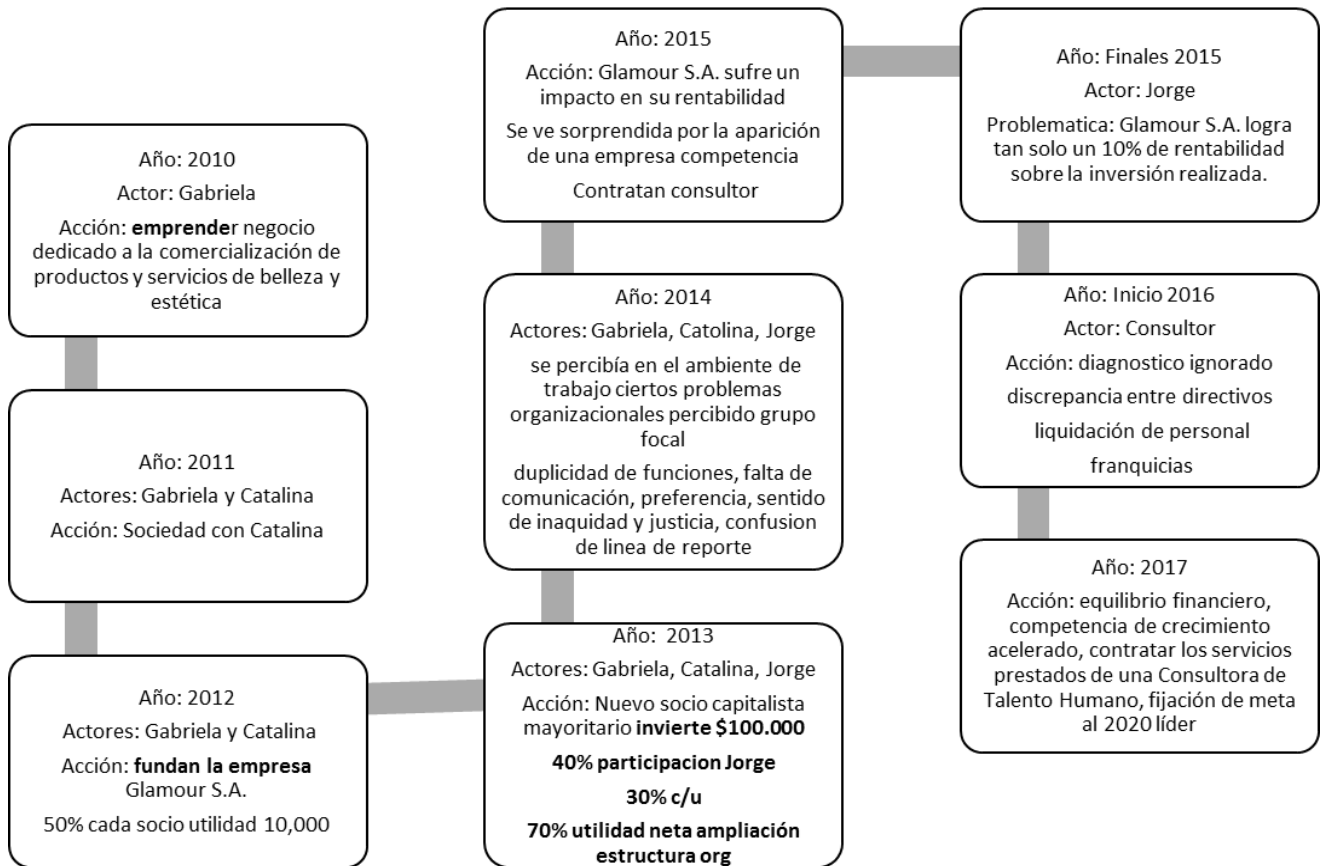 Año: 2010
Actor: Gabriela
Acción: emprender negocio
dedicado a la comercialización de
productos y servicios de belleza y
estética
Año: 2011
Actores: Gabriela y Catalina
Acción: Sociedad con Catalina
Año: 2012
Actores: Gabriela y Catalina
Acción: fundan la empresa
Glamour S.A.
50% cada socio utilidad 10,000
Año: 2013
Actores: Gabriela, Catalina, Jorge
Acción: Nuevo socio capitalista
mayoritario invierte $100.000
40% participacion Jorge
30% c/u
70% utilidad neta ampliación
estructura org
Año: 2014
Actores: Gabriela, Catolina, Jorge
se percibía en el ambiente de
trabajo ciertos problemas
organizacionales percibido grupo
focal
duplicidad de funciones, falta de
comunicación, preferencia, sentido
de inaquidad y justicia, confusion
de linea de reporte
Año: 2015
Acción: Glamour S.A. sufre un
impacto en su rentabilidad
Se ve sorprendida por la aparición
de una empresa competencia
Contratan consultor
Año: Finales 2015
Actor: Jorge
Problematica: Glamour S.A. logra
tan solo un 10% de rentabilidad
sobre la inversión realizada.
Año: Inicio 2016
Actor: Consultor
Acción: diagnostico ignorado
discrepancia entre directivos
liquidación de personal
franquicias
Año: 2017
Acción: equilibrio financiero,
competencia de crecimiento
acelerado, contratar los servicios
prestados de una Consultora de
Talento Humano, fijación de meta
al 2020 líder